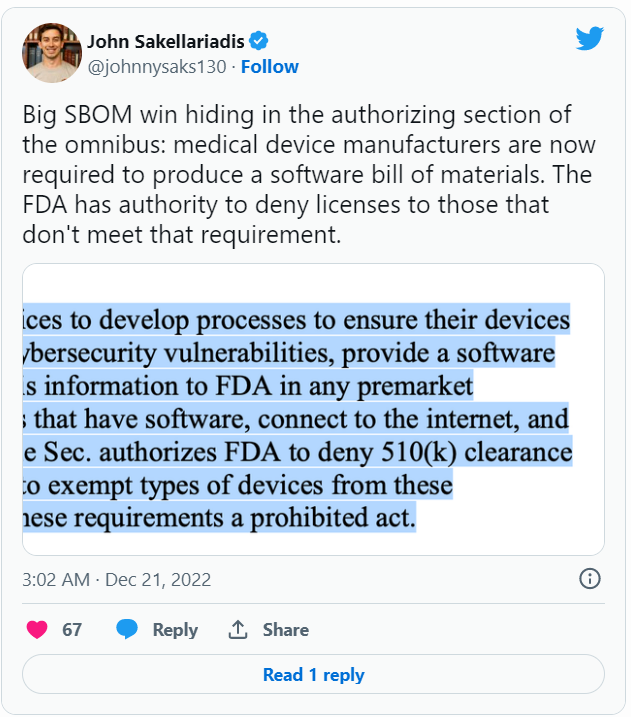 John Sakellariadis
@johnnysaks130 · Follow
Big SBOM win hiding in the authorizing section of
the omnibus: medical device manufacturers are now
required to produce a software bill of materials. The
FDA has authority to deny licenses to those that
don't meet that requirement.
ices to develop processes to ensure their devices
ybersecurity vulnerabilities, provide a software
s information to FDA in any premarket
s that have software, connect to the internet, and
e Sec. authorizes FDA to deny 510(k) clearance
to exempt types of devices from these
hese requirements a prohibited act.
3:02 AM · Dec 21, 2022
67 Reply Share
Read 1 reply